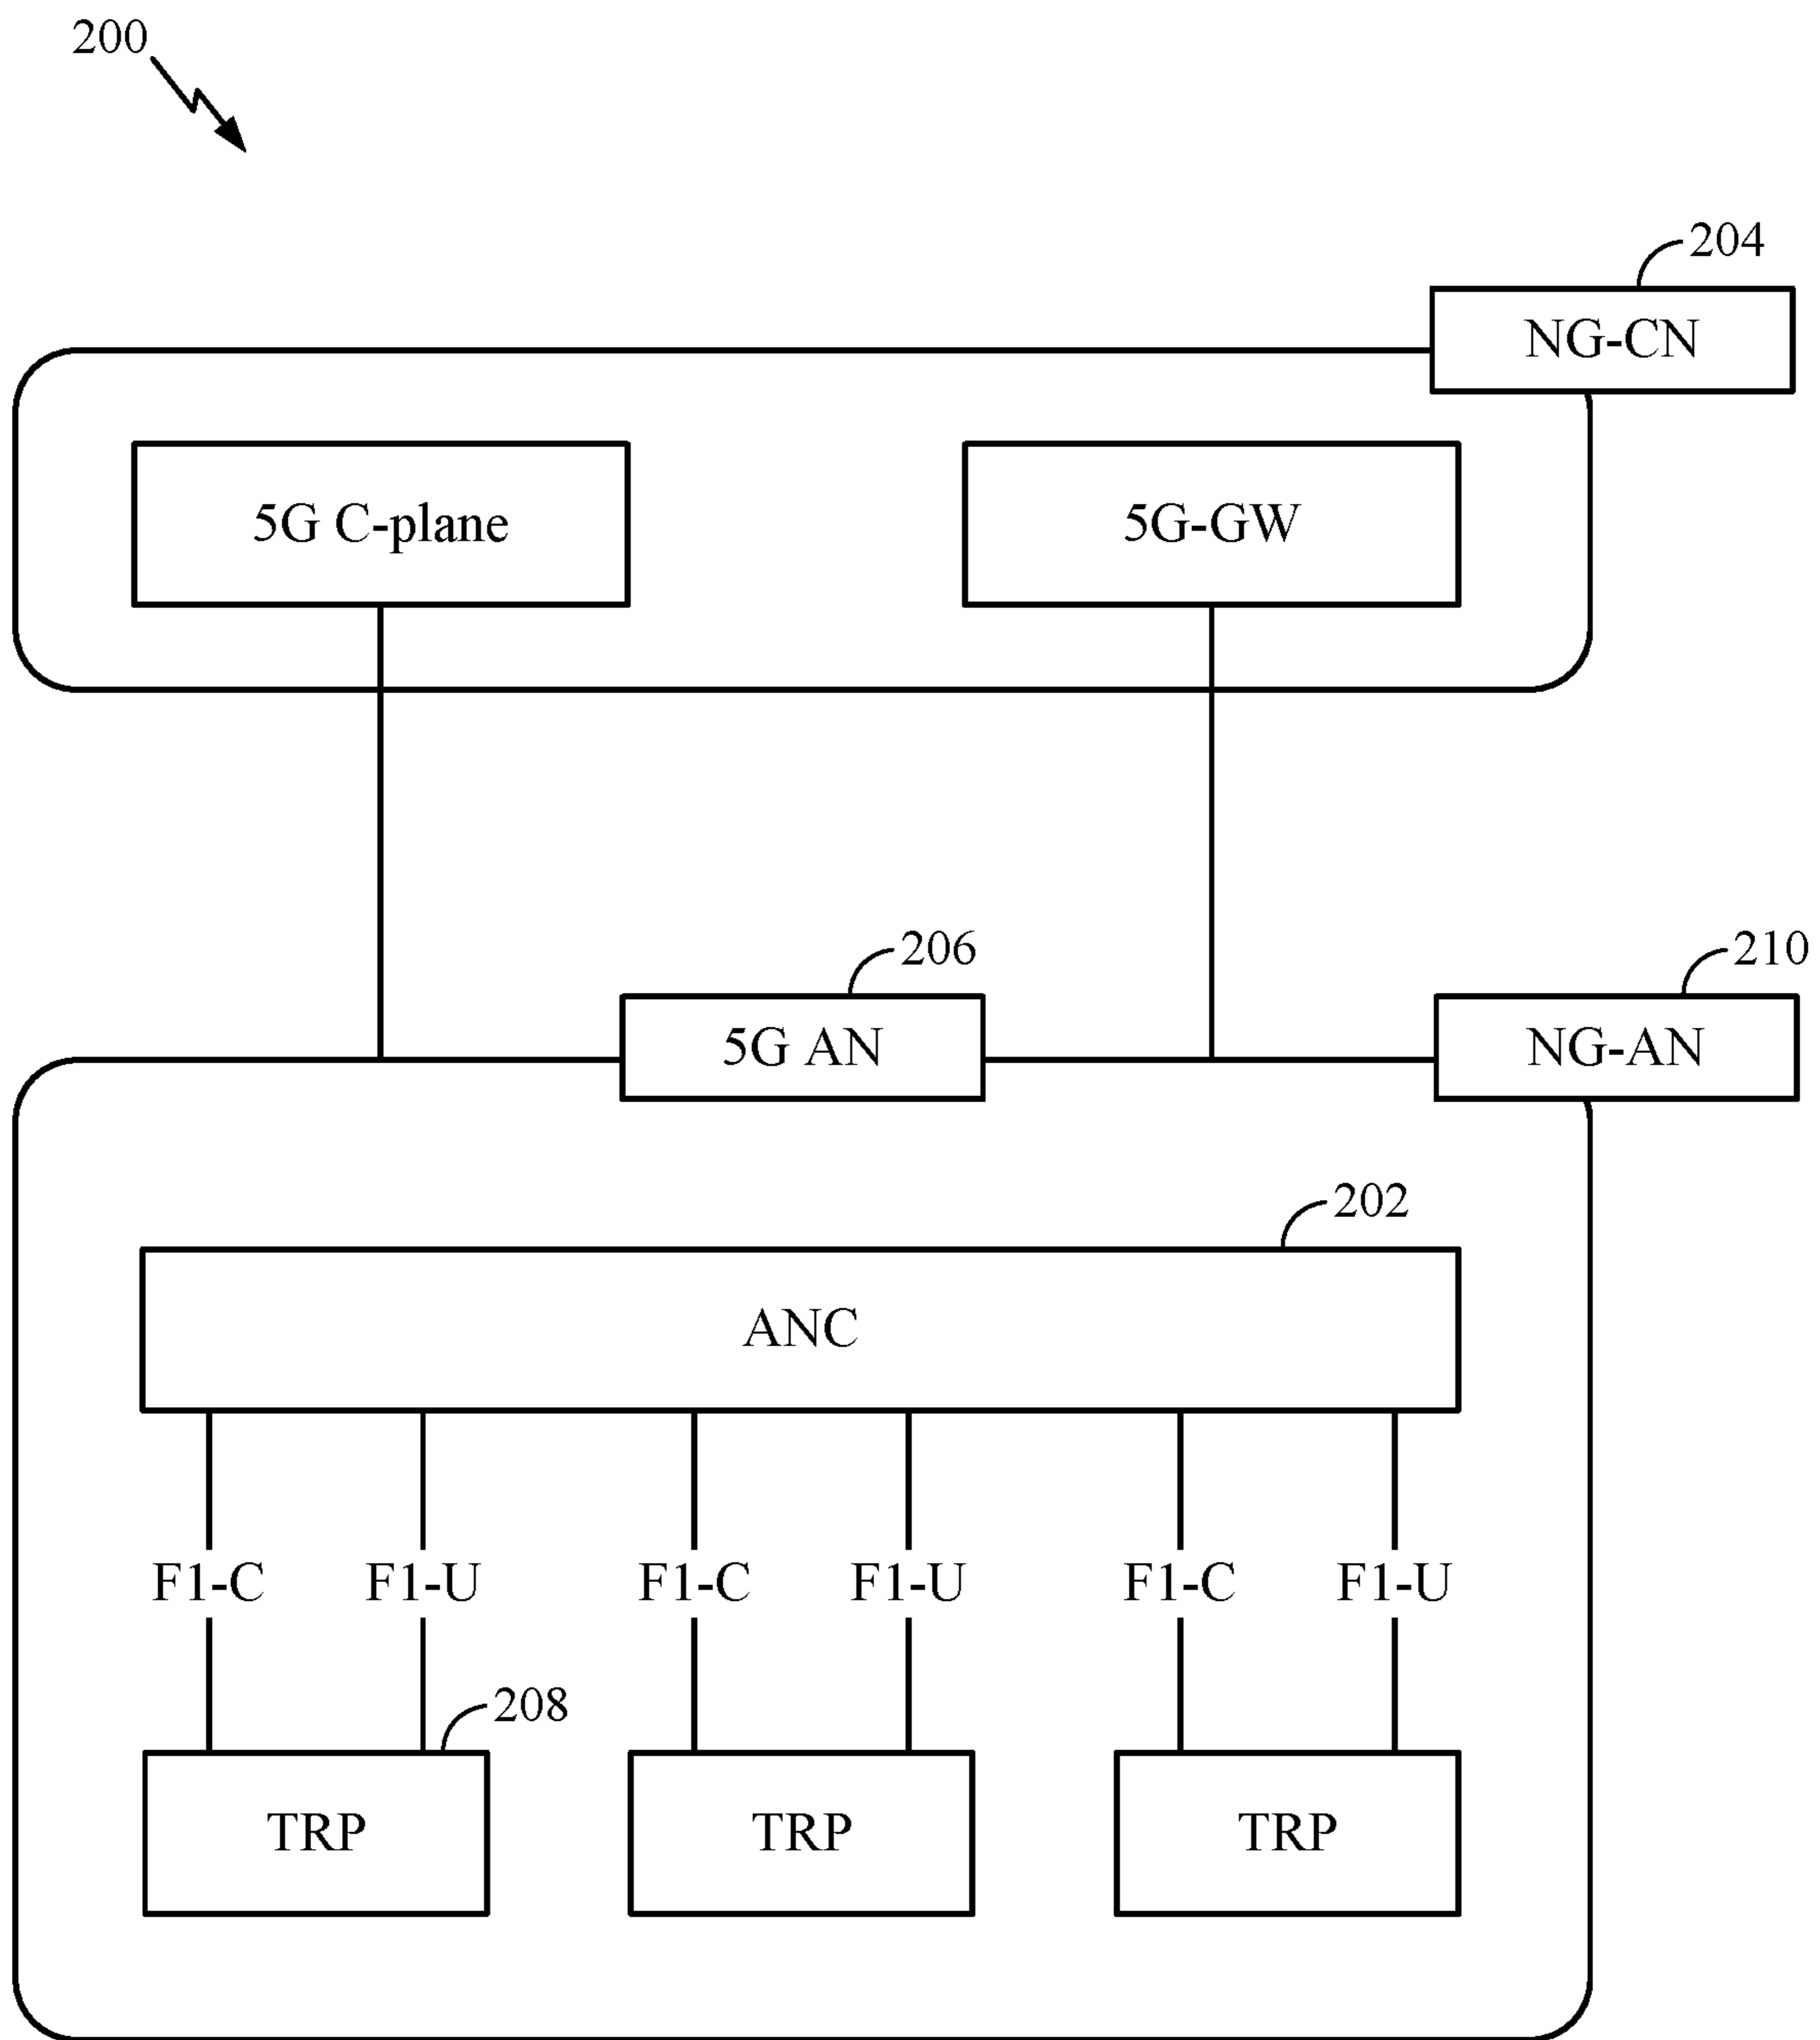 200
204
NG-CN
5G C-plane
5G-GW
206
210
5G AN
NG-AN
202
ANC
F1-C
F1-U
F1-C
F1-U
F1-C
F1-U
208
TRP
TRP
TRP